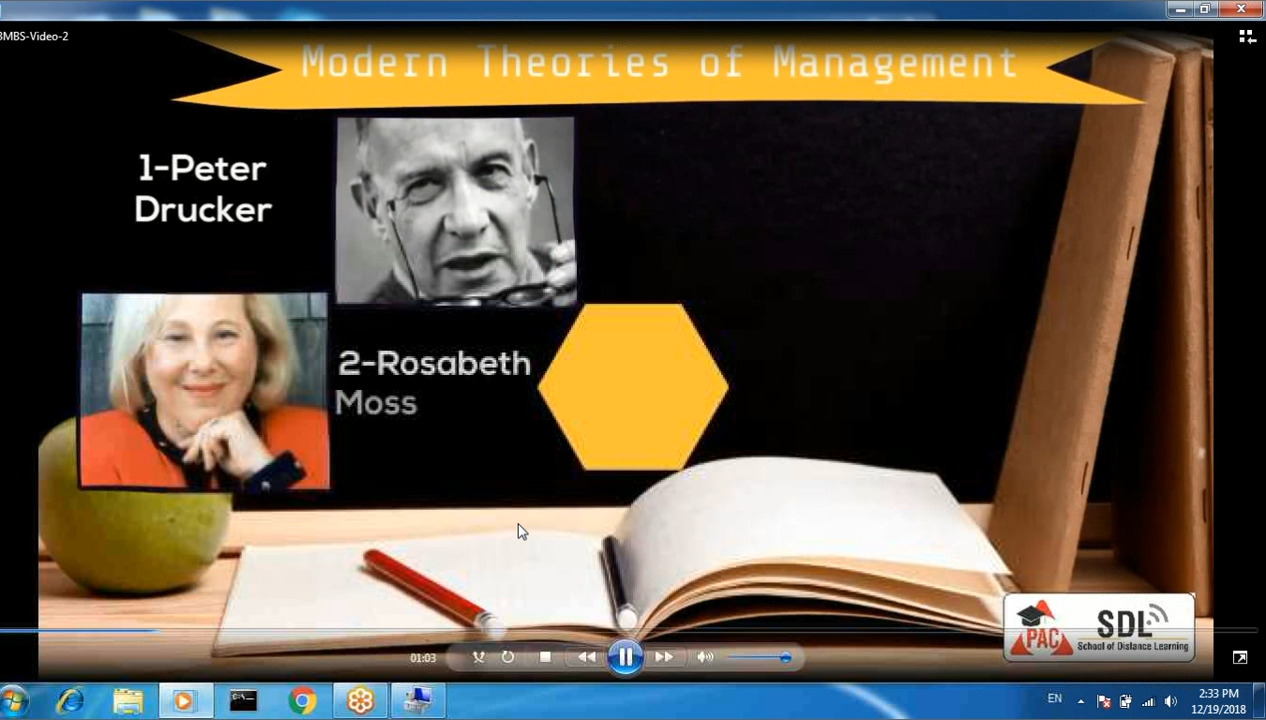 3MBS-Video-2
Modern Theories of Management
1-Peter
Drucker
2-Rosabeth
Moss
PAC
SDL
School of Distance Learning
01:03
EN
2:33 PM
12/19/2018